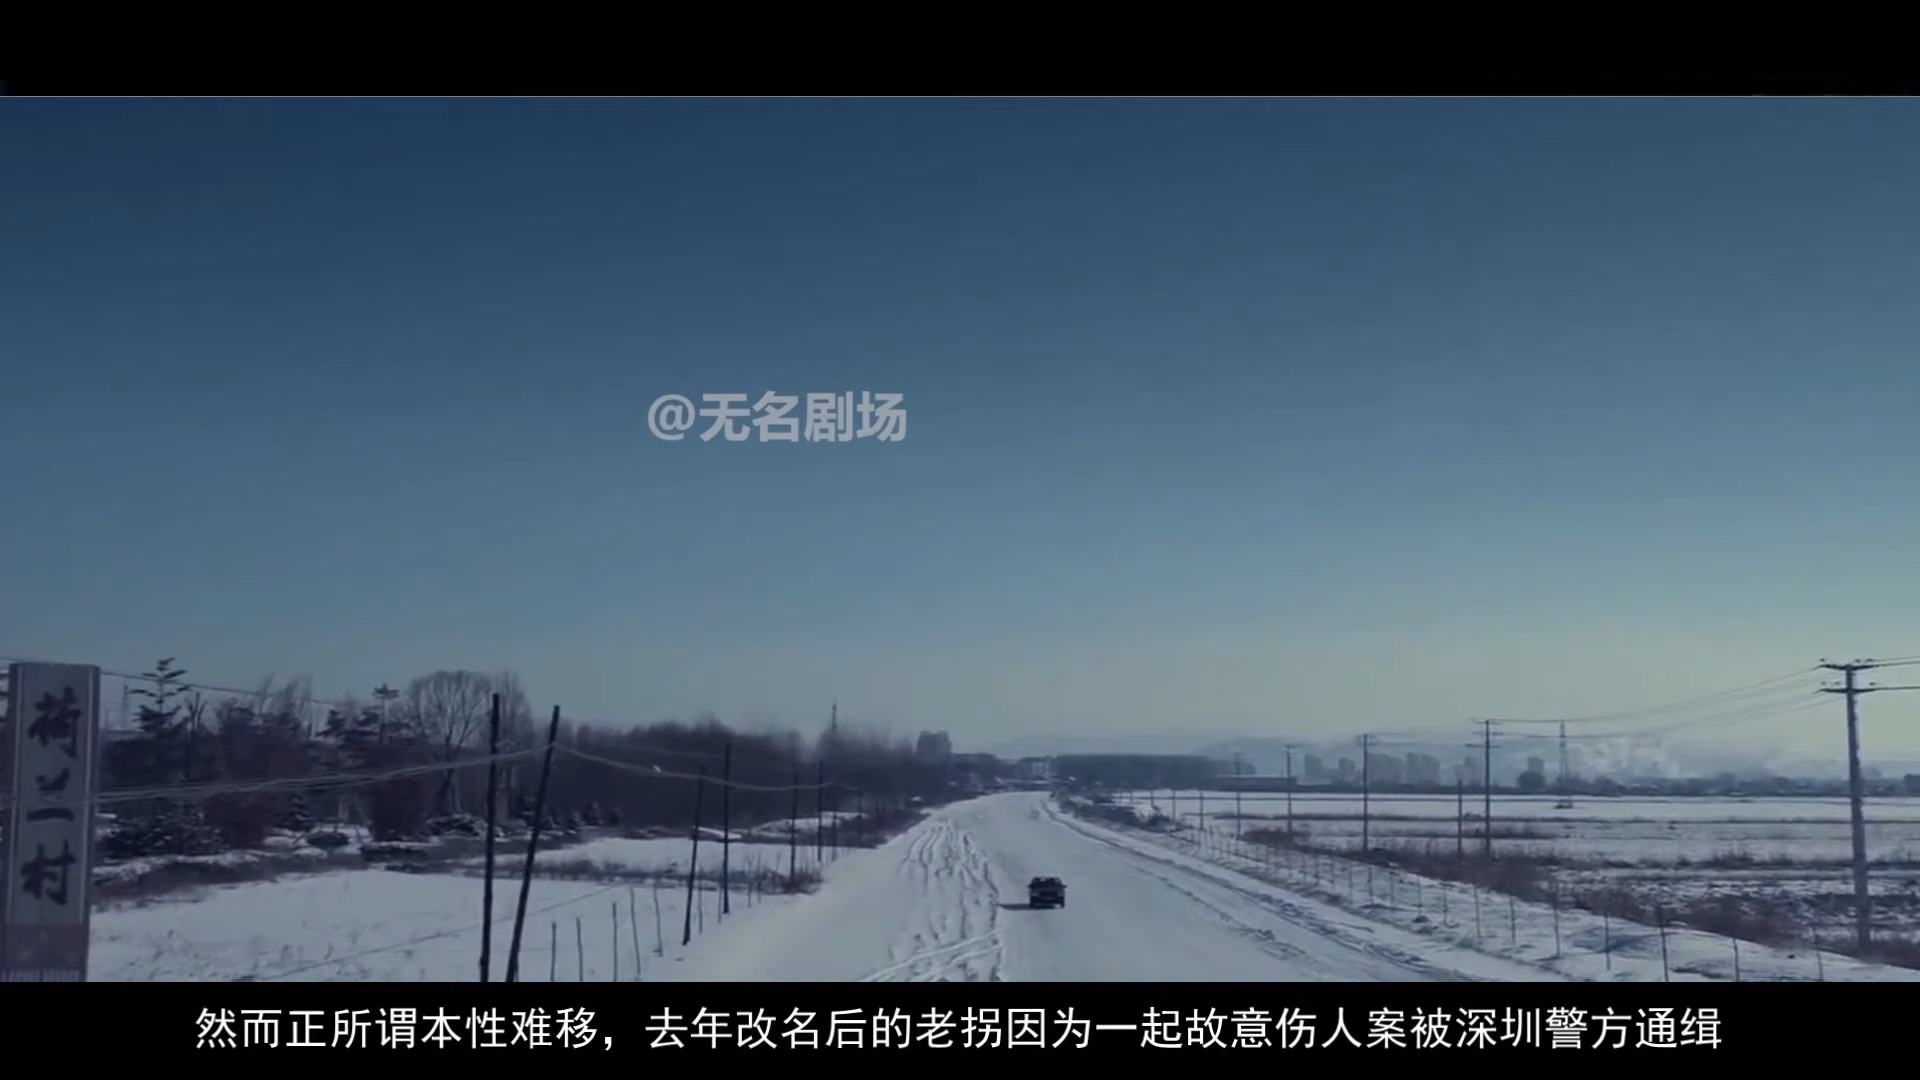 @无名剧场
村
然而正所谓本性难移，去年改名后的老拐因为一起故意伤人案被深圳警方通缉